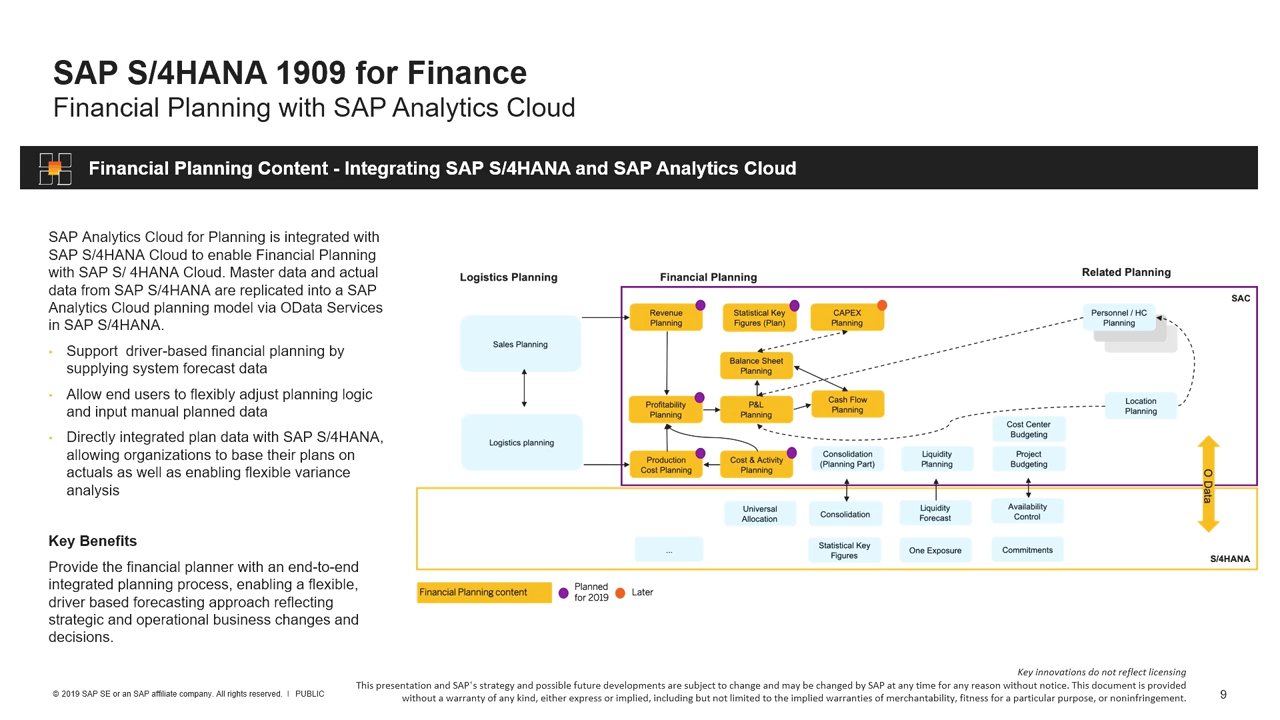 SAP S/4HANA 1909 for Finance
Financial Planning with SAP Analytics Cloud
Financial Planning Content - Integrating SAP S/4HANA and SAP Analytics Cloud
SAP Analytics Cloud for Planning is integrated with
SAP S/4HANA Cloud to enable Financial Planning
with SAP S/ 4HANA Cloud. Master data and actual
data from SAP S/4HANA are replicated into a SAP
Analytics Cloud planning model via OData Services
in SAP S/4HANA.
• Support driver-based financial planning by
supplying system forecast data
• Allow end users to flexibly adjust planning logic
and input manual planned data
• Directly integrated plan data with SAP S/4HANA,
allowing organizations to base their plans on
actuals as well as enabling flexible variance
analysis
Key Benefits
Provide the financial planner with an end-to-end
integrated planning process, enabling a flexible,
driver based forecasting approach reflecting
strategic and operational business changes and
decisions.
Logistics Planning
Financial Planning
Related Planning
SAC
Sales Planning
Logistics planning
Revenue
Planning
Statistical Key
Figures (Plan)
CAPEX
Planning
Personnel / HC
Planning
Balance Sheet
Planning
Profitability
Planning
P&L
Planning
Cash Flow
Planning
Location
Planning
Cost Center
Budgeting
Production
Cost Planning
Cost & Activity
Planning
Consolidation
(Planning Part)
Liquidity
Planning
Project
Budgeting
O Data
Universal
Allocation
Consolidation
Liquidity
Forecast
Availability
Control
...
Statistical Key
Figures
One Exposure
Commitments
S/4HANA
Financial Planning content
Planned
for 2019
Later
Key innovations do not reflect licensing
This presentation and SAP's strategy and possible future developments are subject to change and may be changed by SAP at any time for any reason without notice. This document is provided
without a warranty of any kind, either express or implied, including but not limited to the implied warranties of merchantability, fitness for a particular purpose, or noninfringement.
© 2019 SAP SE or an SAP affiliate company. All rights reserved. | PUBLIC
9